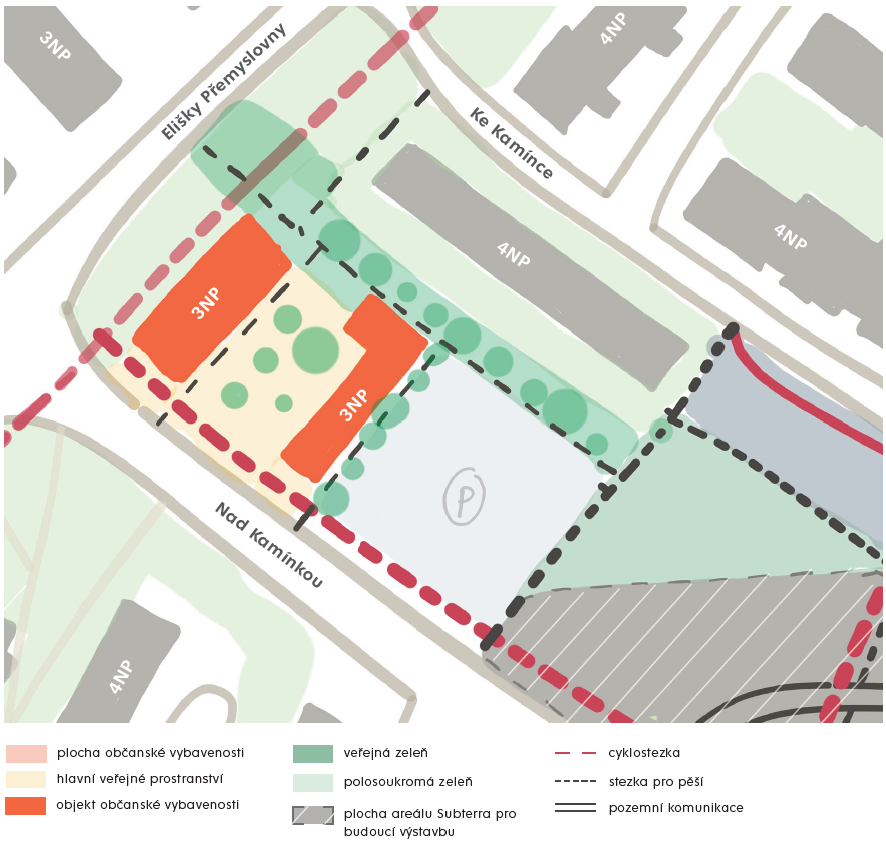 3NP
Elišky Přemyslovny
4NP
Ke Kamínce
4NP
4NP
3NP
3NP
P
Nad Kamínkou
4NP
plocha občanské vybavenosti
hlavní veřejné prostranství
objekt občanské vybavenosti
veřejná zeleň
polosoukromá zeleň
plocha areálu Subterra pro
budoucí výstavbu
cyklostezka
stezka pro pěší
pozemní komunikace